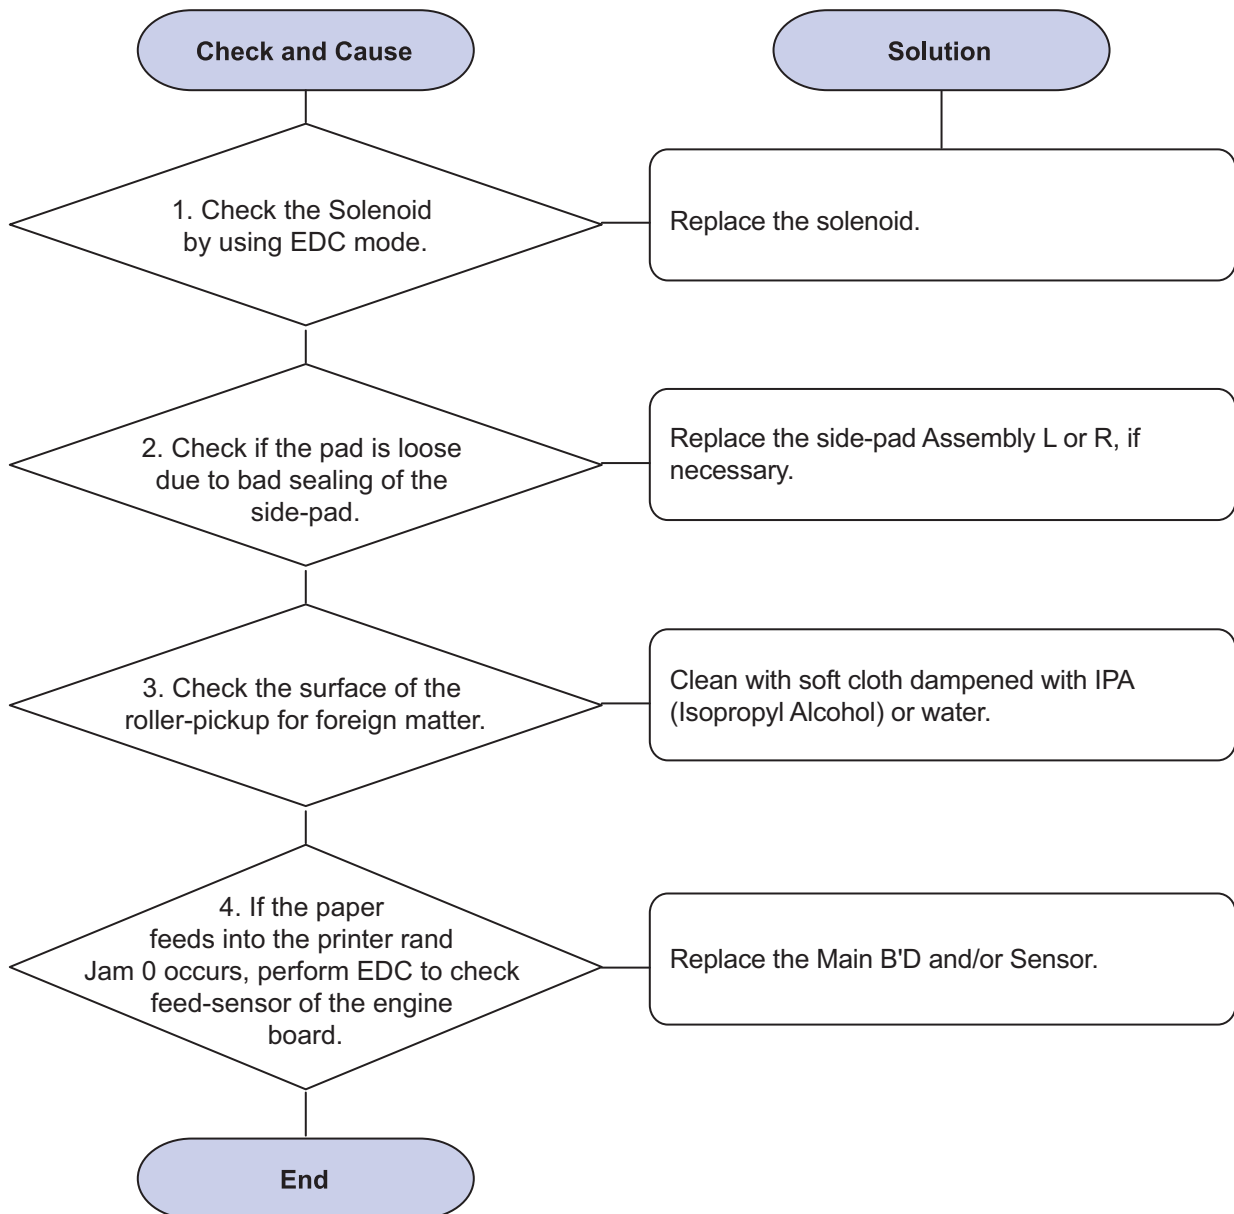 Check and Cause
Solution
1. Check the Solenoid
by using EDC mode.
Replace the solenoid.
2. Check if the pad is loose
due to bad sealing of the
side-pad.
Replace the side-pad Assembly L or R, if
necessary.
3. Check the surface of the
roller-pickup for foreign matter.
Clean with soft cloth dampened with IPA
(Isopropyl Alcohol) or water.
4. If the paper
feeds into the printer rand
Jam 0 occurs, perform EDC to check
feed-sensor of the engine
board.
Replace the Main B'D and/or Sensor.
End